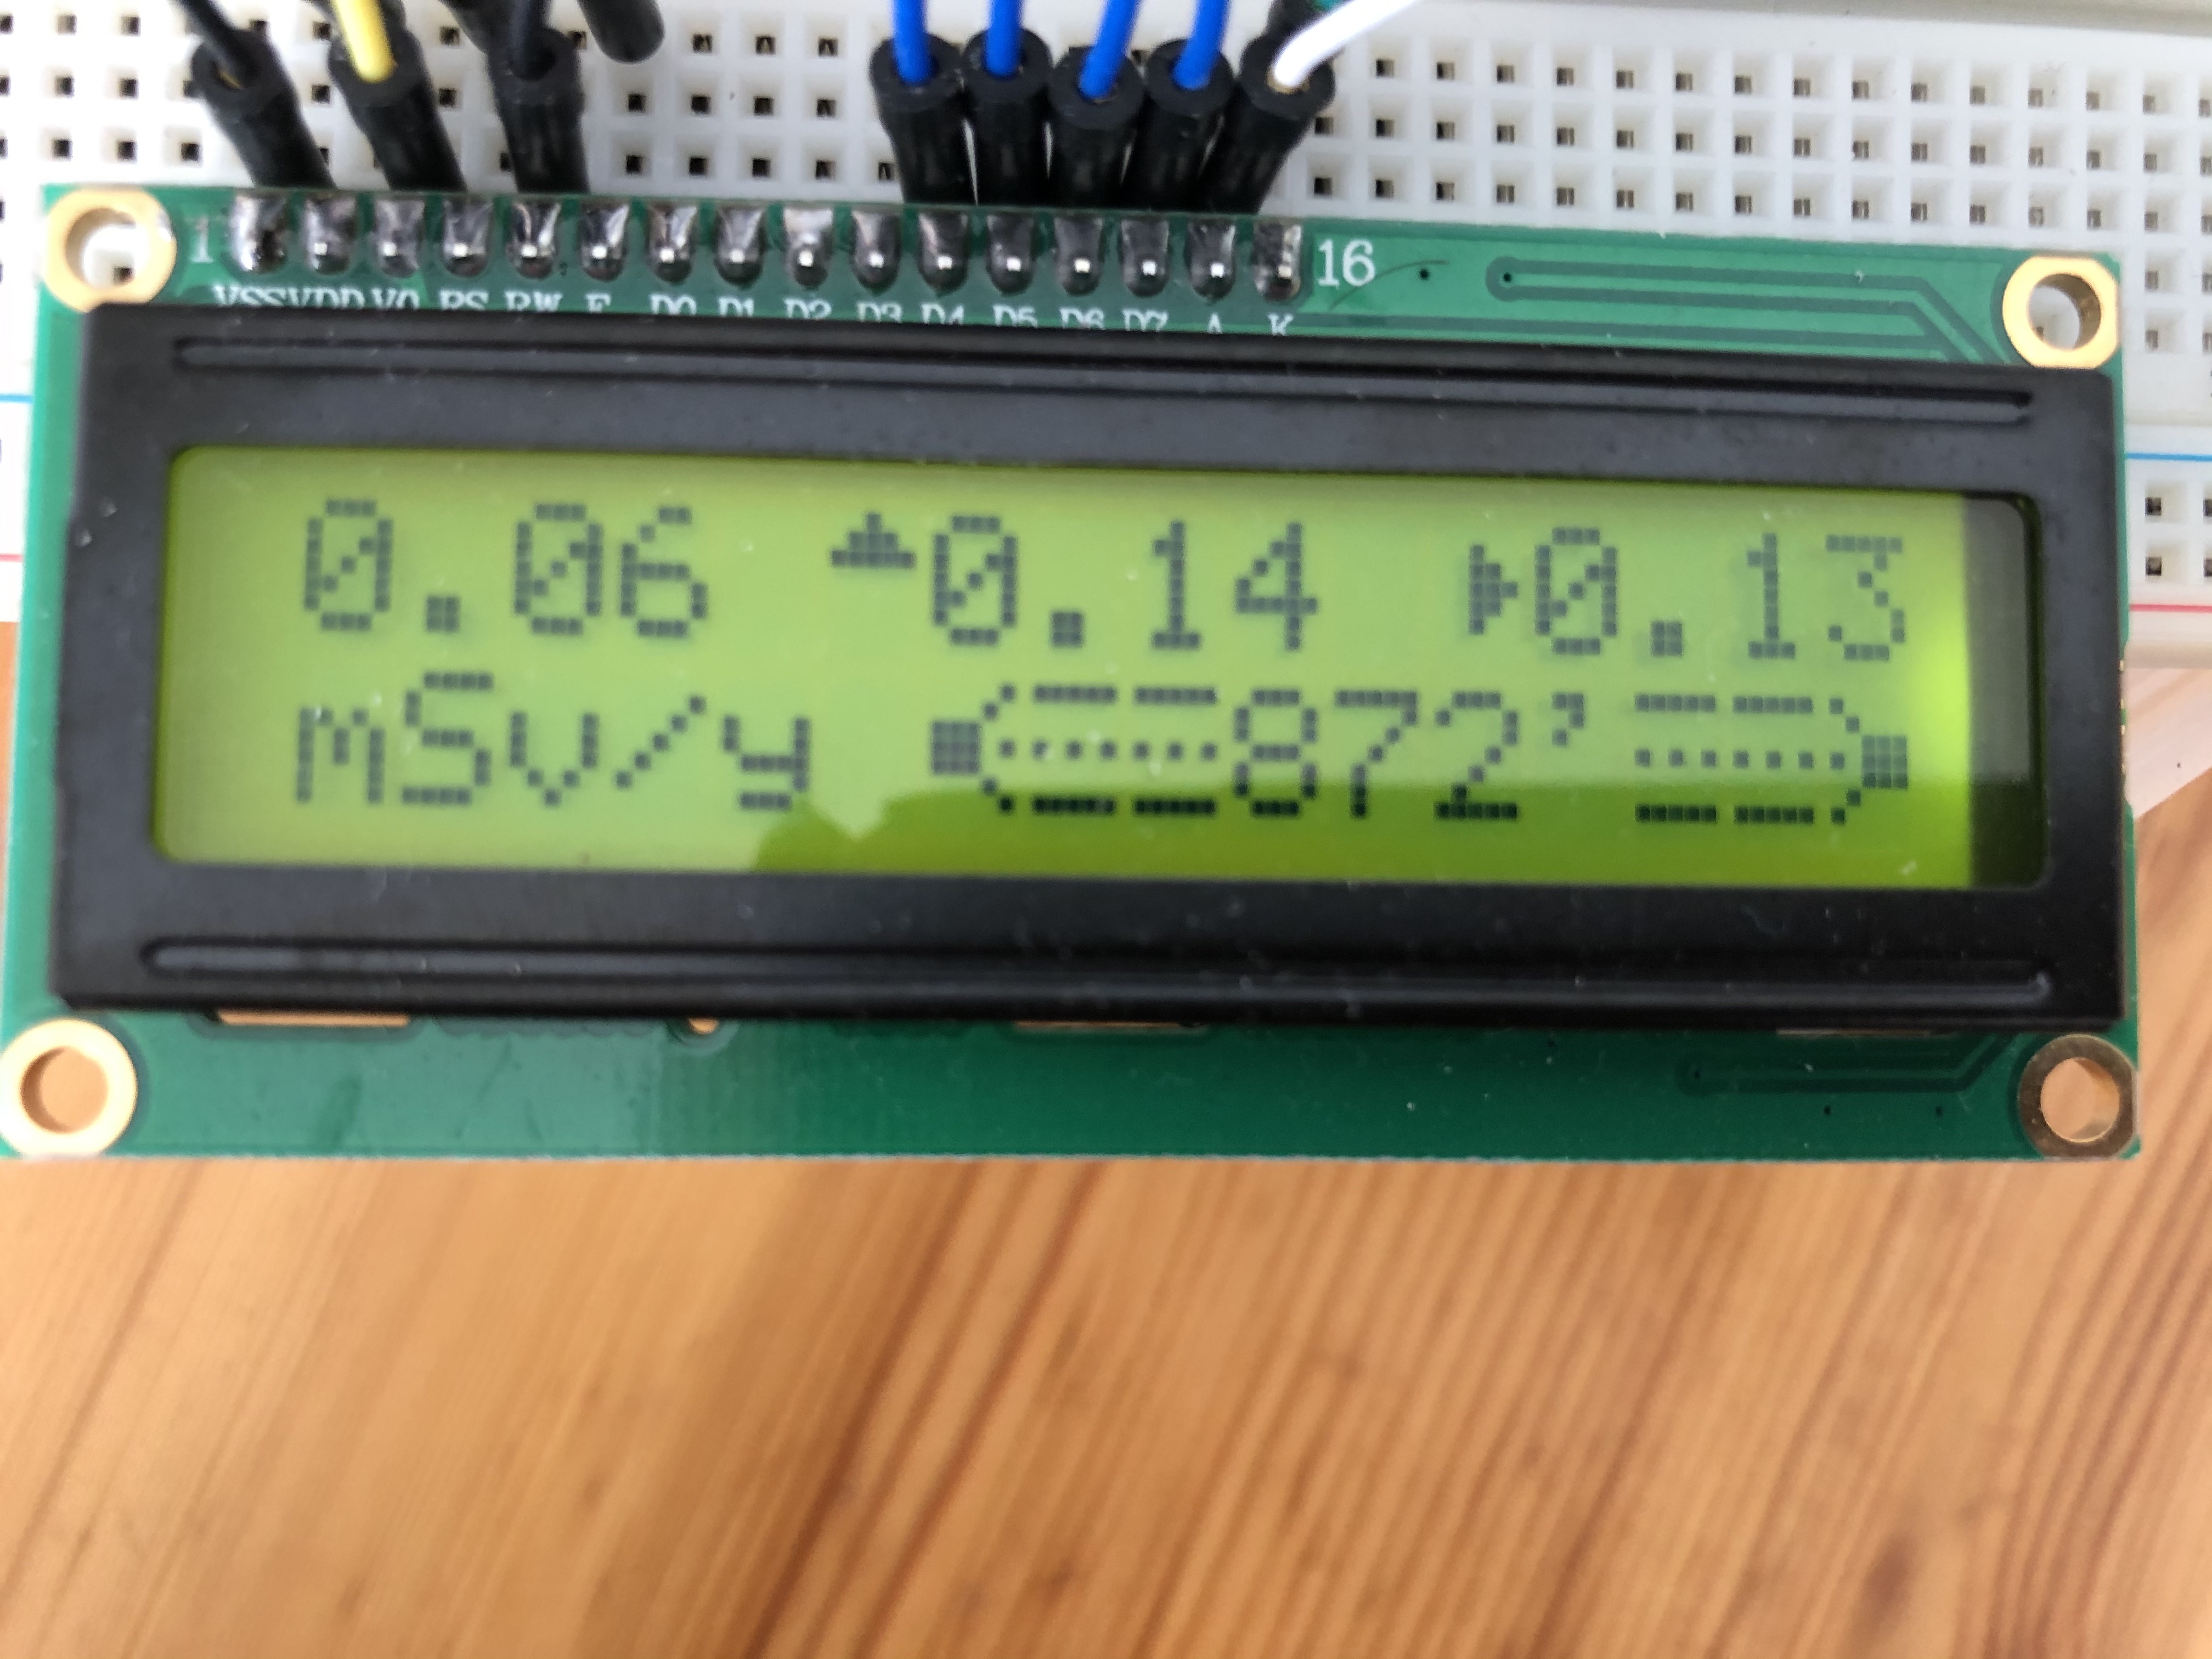 1 16
VSS VDD V0 RS RW E D0 D1 D2 D3 D4 D5 D6 D7 A K
0.06 0.14 0.13
mSv/y 872'